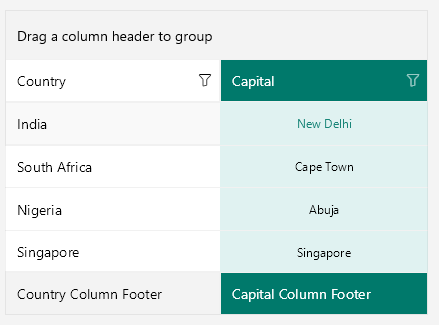 Drag a column header to group
Country Capital
India New Delhi
South Africa Cape Town
Nigeria Abuja
Singapore Singapore
Country Column Footer Capital Column Footer